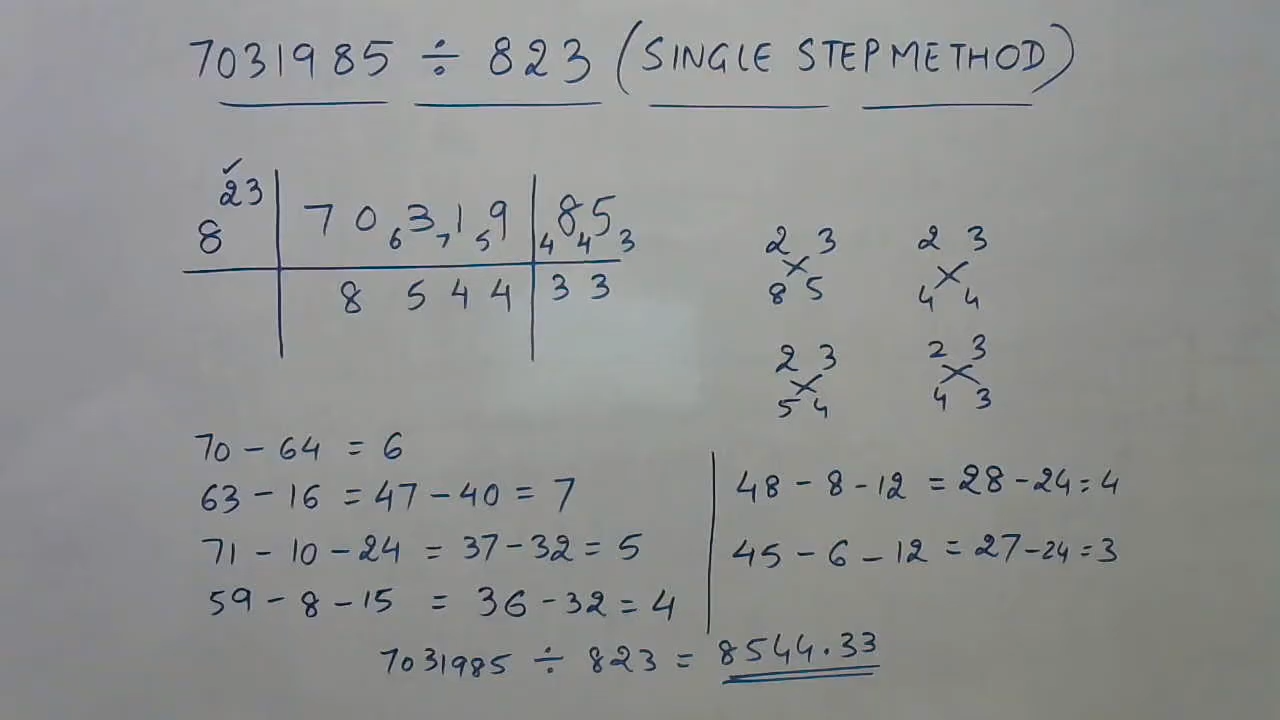 7031985 ÷ 823 (SINGLE STEP METHOD)
23
8
7 0 6 3 7 1 5 9 4 8 4 5 3
8 5 4 4 3 3
2 3 2 3
8 5 4 4
2 3 2 3
5 4 4 3
70 - 64 = 6
63 - 16 = 47 - 40 = 7
71 - 10 - 24 = 37 - 32 = 5
59 - 8 - 15 = 36 - 32 = 4
48 - 8 - 12 = 28 - 24 = 4
45 - 6 - 12 = 27 - 24 = 3
7031985 ÷ 823 = 8544.33